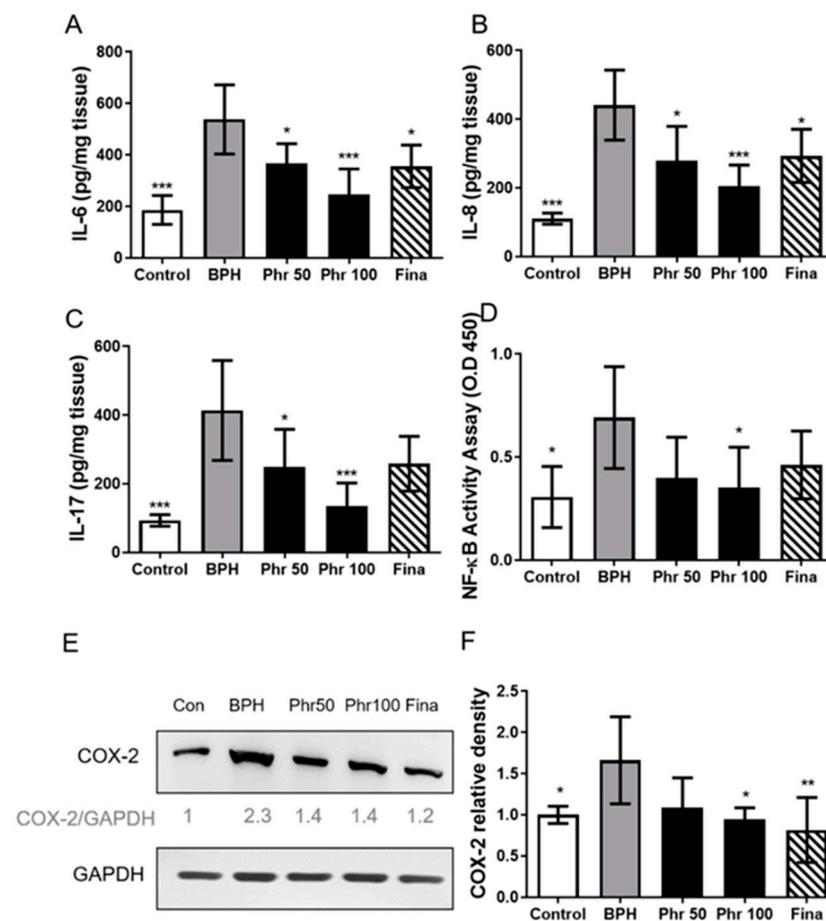 A
IL-6 (pg/mg tissue)
800
600
400
200
0
***
*
***
*
Control BPH Phr 50 Phr 100 Fina
B
IL-8 (pg/mg tissue)
600
400
200
0
***
*
***
*
Control BPH Phr 50 Phr 100 Fina
C
IL-17 (pg/mg tissue)
600
400
200
0
***
*
***
Control BPH Phr 50 Phr 100 Fina
D
NF-κB Activity Assay (O.D 450)
1.0
0.5
0.0
*
*
Control BPH Phr 50 Phr 100 Fina
E
Con BPH Phr50 Phr100 Fina
COX-2
COX-2/GAPDH 1 2.3 1.4 1.4 1.2
GAPDH
F
COX-2 relative density
2.5
2.0
1.5
1.0
0.5
0.0
*
*
**
Control BPH Phr 50 Phr 100 Fina